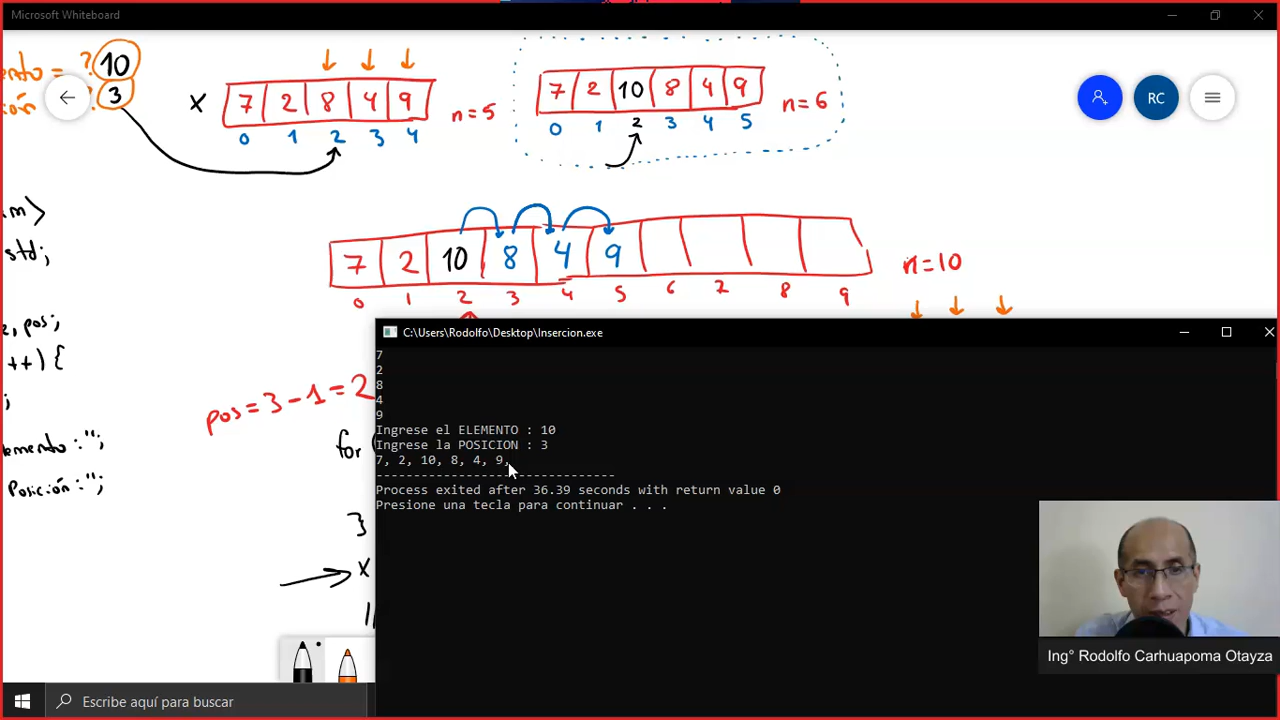 Microsoft Whiteboard
ento = ? 10
ión ? 3
x 7 2 8 4 9 n=5
0 1 2 3 4
7 2 10 8 4 9 n=6
0 1 2 3 4 5
RC
m>
std;
7 2 10 8 4 9 n=10
0 1 2 3 4 5 6 7 8 9
e, pos;
++) {
;
pos = 3 - 1 = 2
for (
lemento :";
Posición :";
}
x
C:\Users\Rodolfo\Desktop\Insercion.exe
7
2
8
4
9
Ingrese el ELEMENTO : 10
Ingrese la POSICION : 3
7, 2, 10, 8, 4, 9,
--------------------------------
Process exited after 36.39 seconds with return value 0
Presione una tecla para continuar . . .
Ing° Rodolfo Carhuapoma Otayza
Escribe aquí para buscar